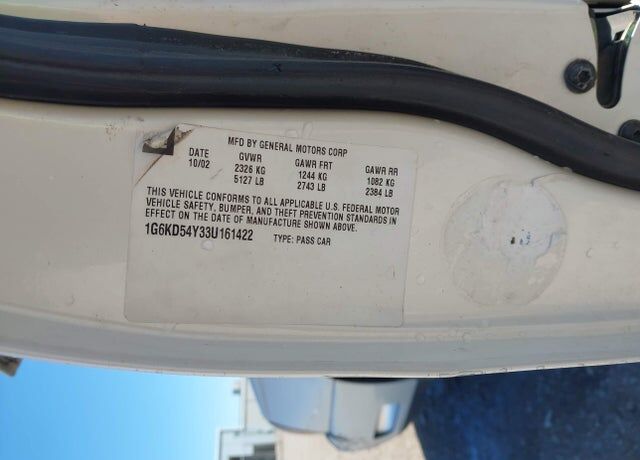 MFD BY GENERAL MOTORS CORP
DATE GVWR GAWR FRT GAWR RR
10/02 2326 KG 1244 KG 1082 KG
5127 LB 2743 LB 2384 LB
THIS VEHICLE CONFORMS TO ALL APPLICABLE U.S. FEDERAL MOTOR
VEHICLE SAFETY, BUMPER, AND THEFT PREVENTION STANDARDS IN
EFFECT ON THE DATE OF MANUFACTURE SHOWN ABOVE.
1G6KD54Y33U161422 TYPE: PASS CAR